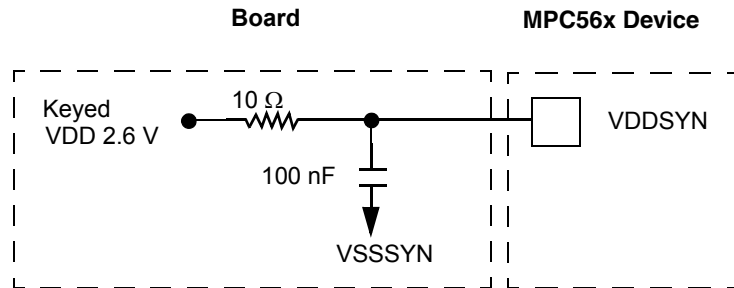 Board
MPC56x Device
Keyed
VDD 2.6 V
10 Ω
VDDSYN
100 nF
VSSSYN